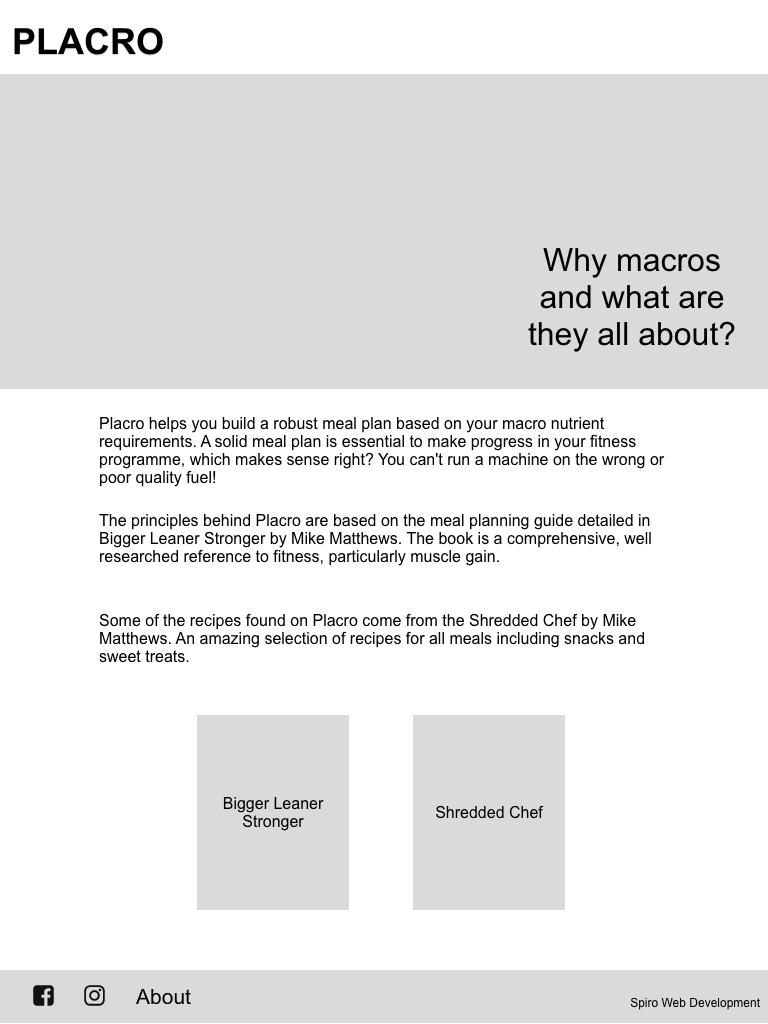 PLACRO
Why macros
and what are
they all about?
Placro helps you build a robust meal plan based on your macro nutrient
requirements. A solid meal plan is essential to make progress in your fitness
programme, which makes sense right? You can't run a machine on the wrong or
poor quality fuel!
The principles behind Placro are based on the meal planning guide detailed in
Bigger Leaner Stronger by Mike Matthews. The book is a comprehensive, well
researched reference to fitness, particularly muscle gain.
Some of the recipes found on Placro come from the Shredded Chef by Mike
Matthews. An amazing selection of recipes for all meals including snacks and
sweet treats.
Bigger Leaner
Stronger
Shredded Chef
About
Spiro Web Development